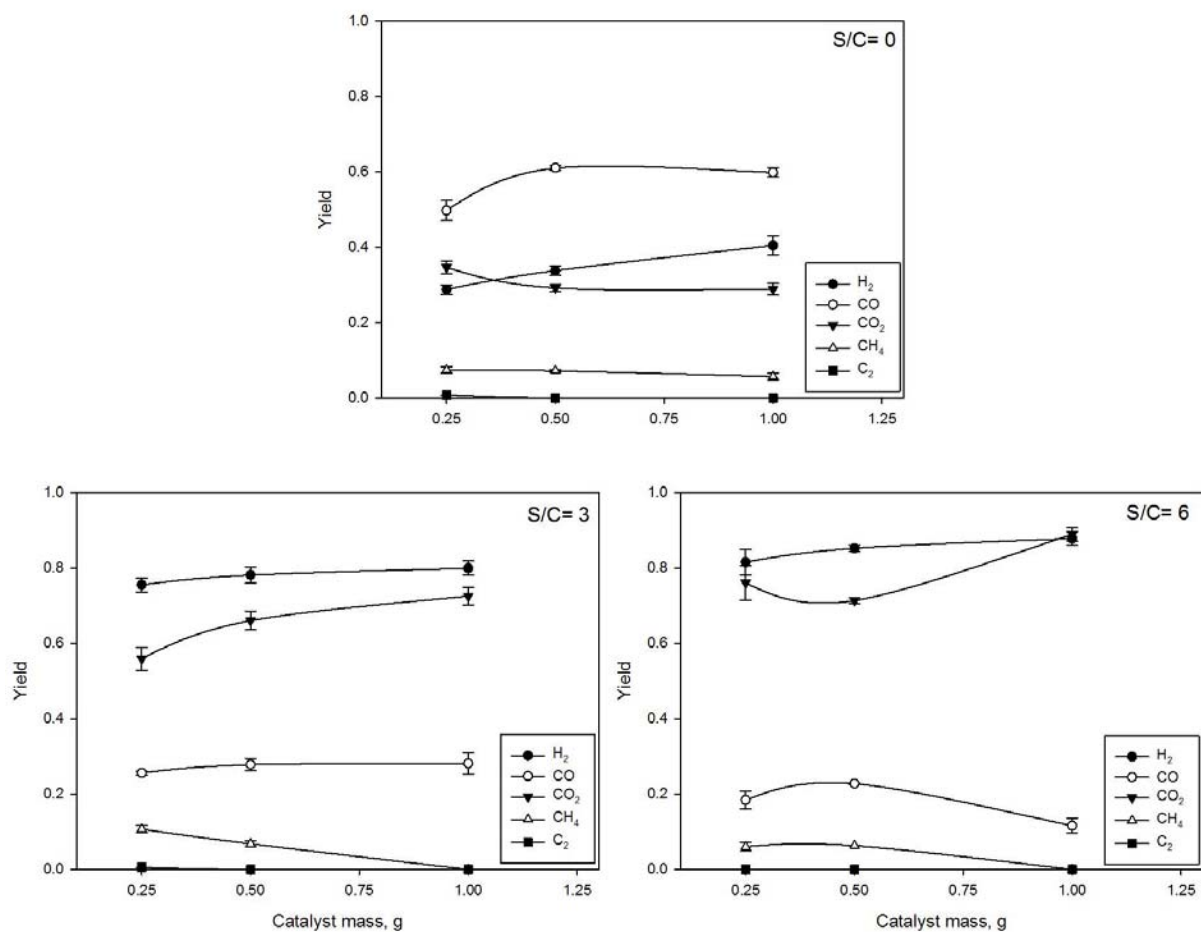 S/C= 0
1.0
0.8
0.6
0.4
0.2
0.0
Yield
0.25
0.50
0.75
1.00
1.25
H₂
CO
CO₂
CH₄
C₂
S/C= 3
1.0
0.8
0.6
0.4
0.2
0.0
Yield
0.25
0.50
0.75
1.00
1.25
Catalyst mass, g
H₂
CO
CO₂
CH₄
C₂
S/C= 6
1.0
0.8
0.6
0.4
0.2
0.0
Yield
0.25
0.50
0.75
1.00
1.25
Catalyst mass, g
H₂
CO
CO₂
CH₄
C₂